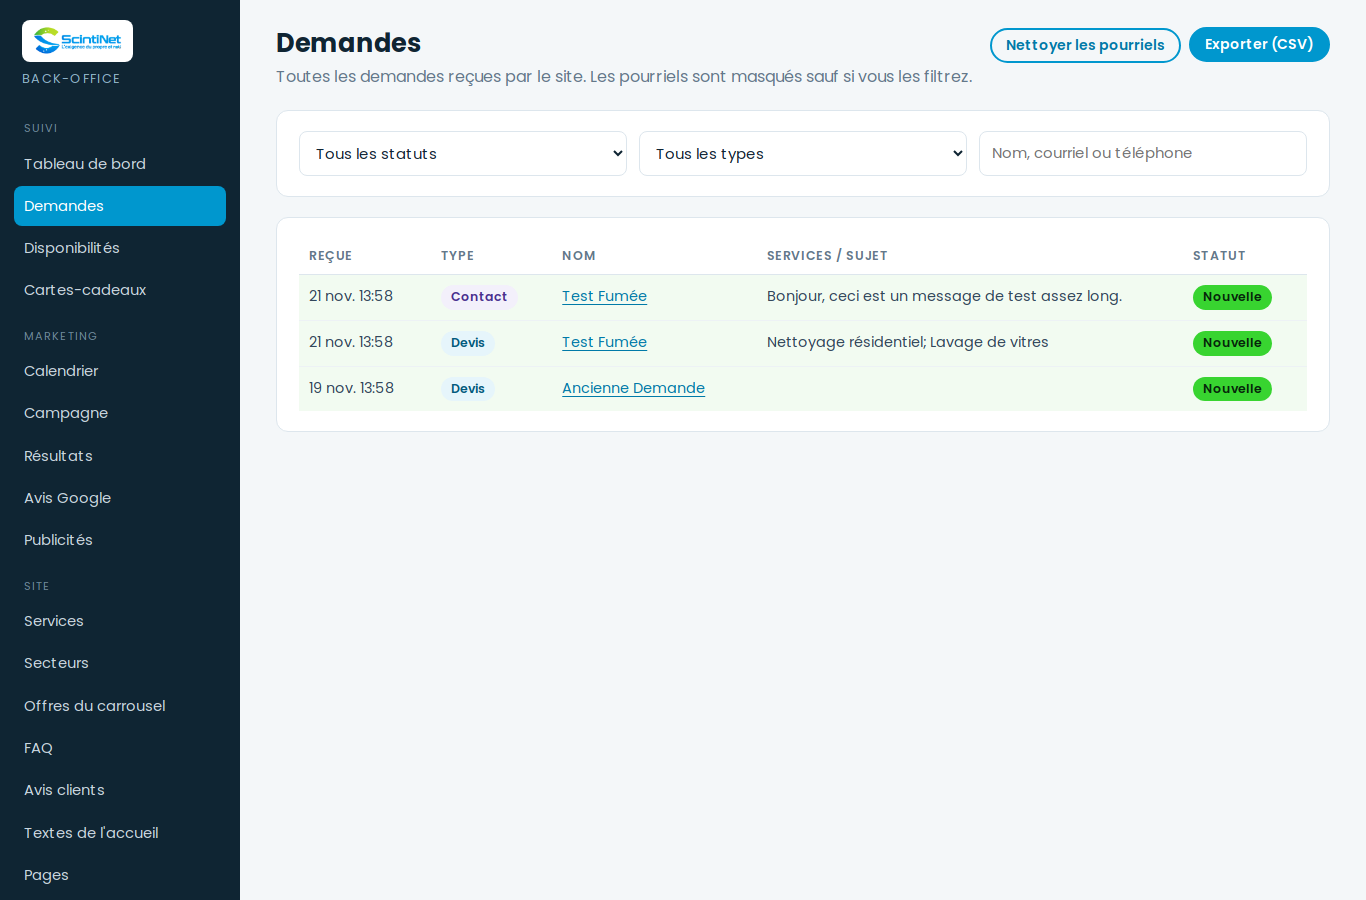 ScintiNet
L'exigence du propre et net
BACK-OFFICE
SUIVI
Tableau de bord
Demandes
Disponibilités
Cartes-cadeaux
MARKETING
Calendrier
Campagne
Résultats
Avis Google
Publicités
SITE
Services
Secteurs
Offres du carrousel
FAQ
Avis clients
Textes de l'accueil
Pages
Demandes
Toutes les demandes reçues par le site. Les pourriels sont masqués sauf si vous les filtrez.
Nettoyer les pourriels
Exporter (CSV)
Tous les statuts
Tous les types
Nom, courriel ou téléphone
REÇUE TYPE NOM SERVICES / SUJET STATUT
21 nov. 13:58 Contact Test Fumée Bonjour, ceci est un message de test assez long. Nouvelle
21 nov. 13:58 Devis Test Fumée Nettoyage résidentiel; Lavage de vitres Nouvelle
19 nov. 13:58 Devis Ancienne Demande Nouvelle